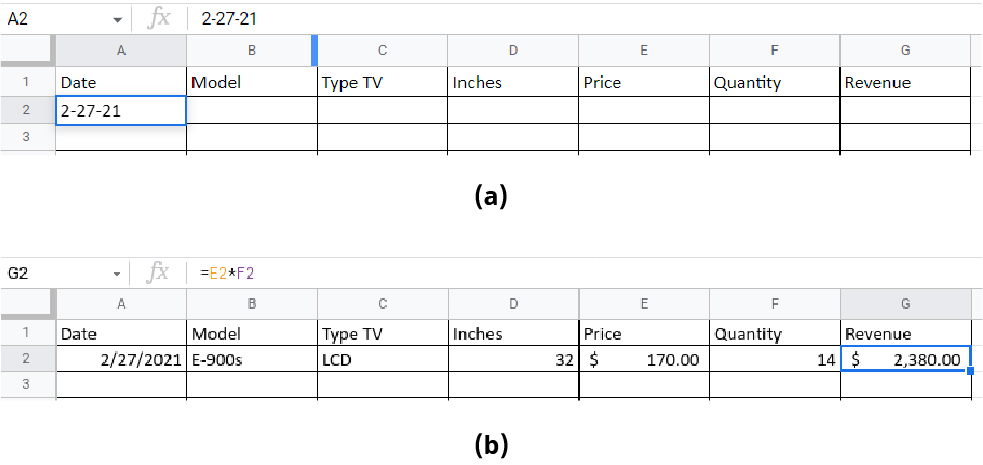 A2 fx 2-27-21
A B C D E F G
1 Date Model Type TV Inches Price Quantity Revenue
2 2-27-21
3
(a)
G2 fx =E2*F2
A B C D E F G
1 Date Model Type TV Inches Price Quantity Revenue
2 2/27/2021 E-900s LCD 32 $ 170.00 14 $ 2,380.00
3
(b)